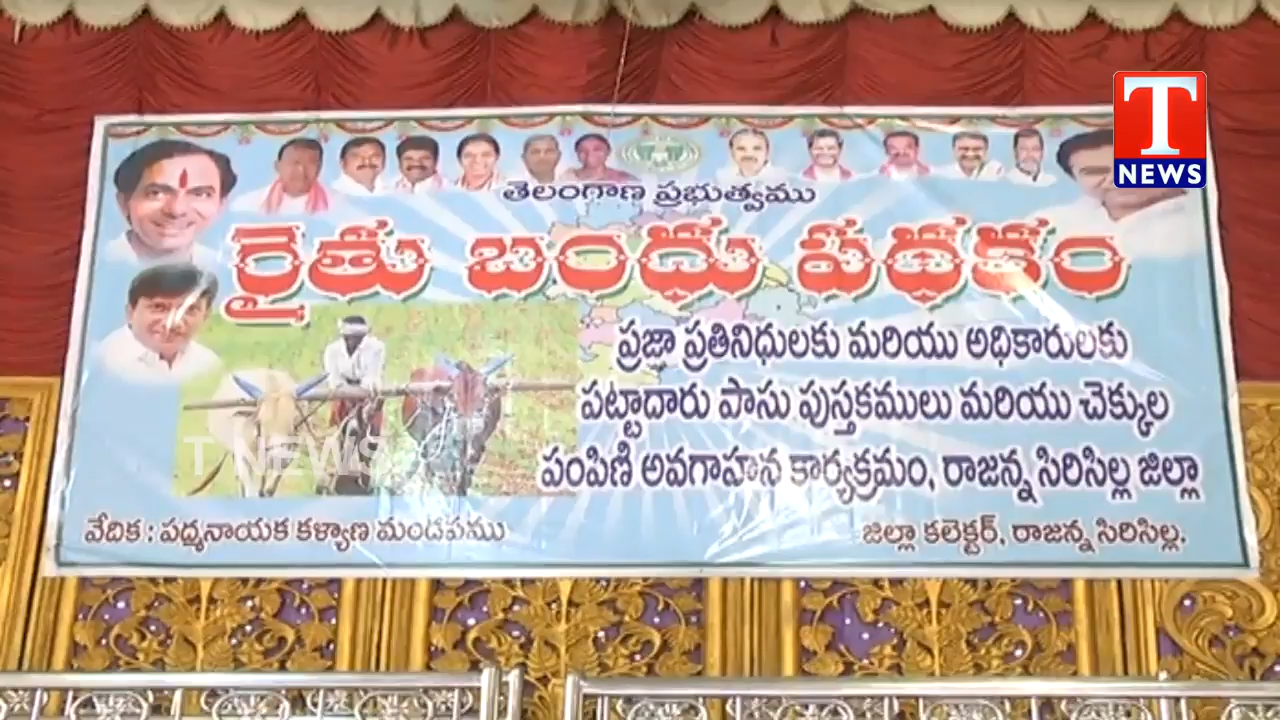 T
NEWS
తెలంగాణ ప్రభుత్వము
రైతు బంధు పథకం
ప్రజ్ఞా ప్రతినిధులకు మరియు అధికారులకు
పట్టాదారు పాసు పుస్తకములు మరియు చెక్కుల
పంపిణి అవగాహన కార్యక్రమం, రాజన్న సిరిసిల్ల జిల్లా
T NEWS
వేదిక : పద్మనాయక కళ్యాణ మండపము
జిల్లా కలెక్టర్, రాజన్న సిరిసిల్ల.